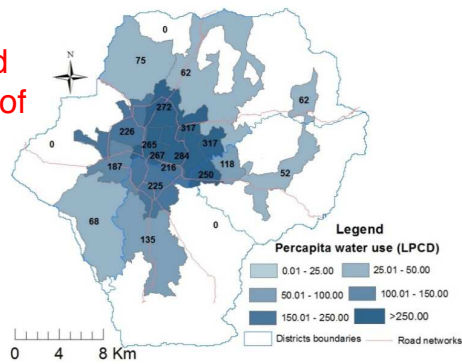 0
75
62
N
d
of
272
62
226
317
265
317
0
267
284
187
216
118
250
52
225
68
0
135
Legend
Percapita water use (LPCD)
0.01 - 25.00
25.01 - 50.00
50.01 - 100.00
100.01 - 150.00
150.01 - 250.00
>250.00
Districts boundaries
Road networks
0 4 8 Km